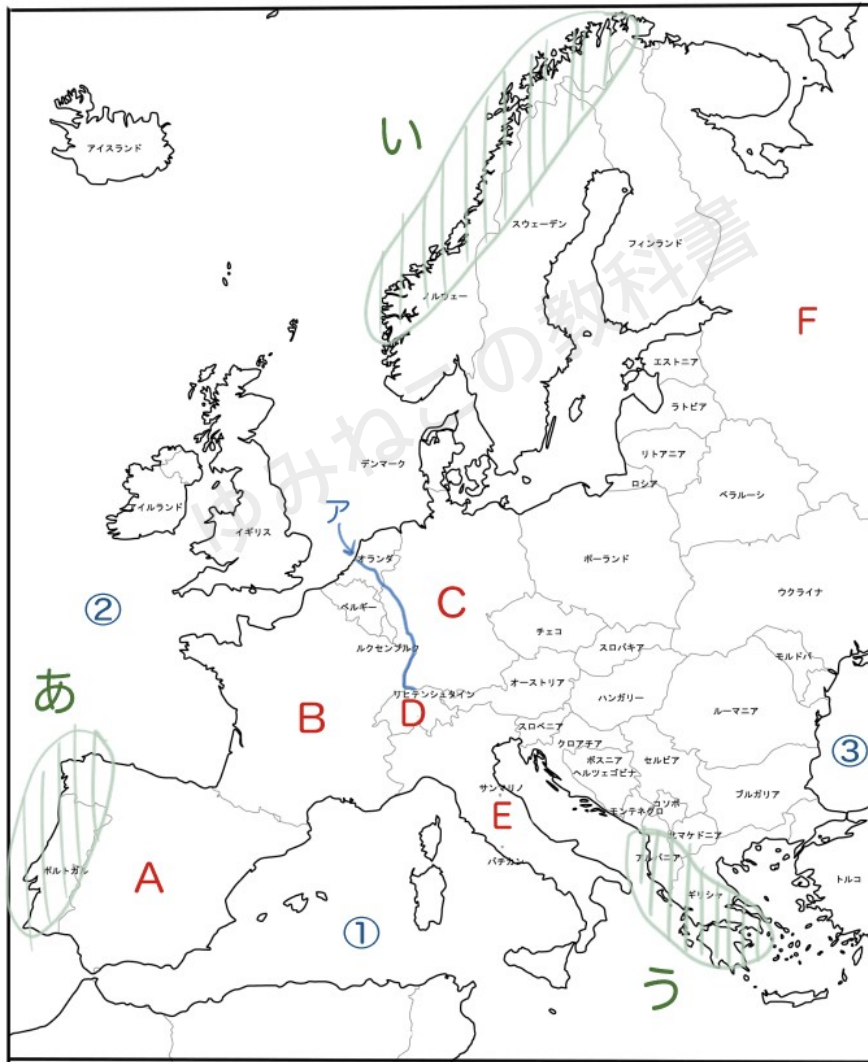 い
アイスランド
スウェーデン
フィンランド
ノルウェー
F
エストニア
ラトビア
リトアニア
ロシア
ベラルーシ
デンマーク
アイルランド
イギリス
ア
オランダ
ポーランド
ベルギー
C
ウクライナ
②
チェコ
ルクセンブルク
スロバキア
モルドバ
あ
オーストリア
リヒテンシュタイン
ハンガリー
B
D
ルーマニア
スロベニア
クロアチア
③
ボスニア
ヘルツェゴビナ
セルビア
サンマリノ
ブルガリア
E
コソボ
モンテネグロ
マケドニア
バチカン
アルバニア
ポルトガル
A
ギリシャ
トルコ
①
う
ゆみねこの教科書